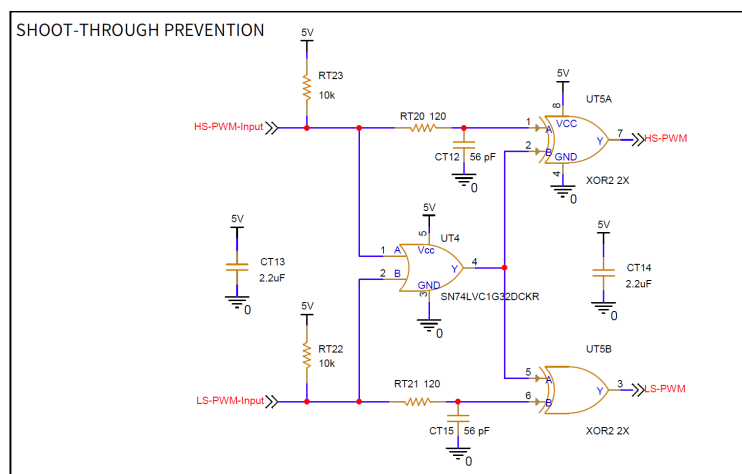 SHOOT-THROUGH PREVENTION
5V
RT23
10k
HS-PWM-Input
RT20 120
CT12
56 pF
0
5V
UT5A
8
VCC
1
A
2
B
Y
7
HS-PWM
GND
4
0
XOR2 2X
5V
UT4
5
Vcc
1
A
2
B
Y
4
GND
3
SN74LVC1G32DCKR
0
5V
CT13
2.2uF
0
5V
CT14
2.2uF
0
5V
RT22
10k
LS-PWM-Input
RT21 120
CT15
56 pF
0
UT5B
5
A
6
B
Y
3
LS-PWM
XOR2 2X